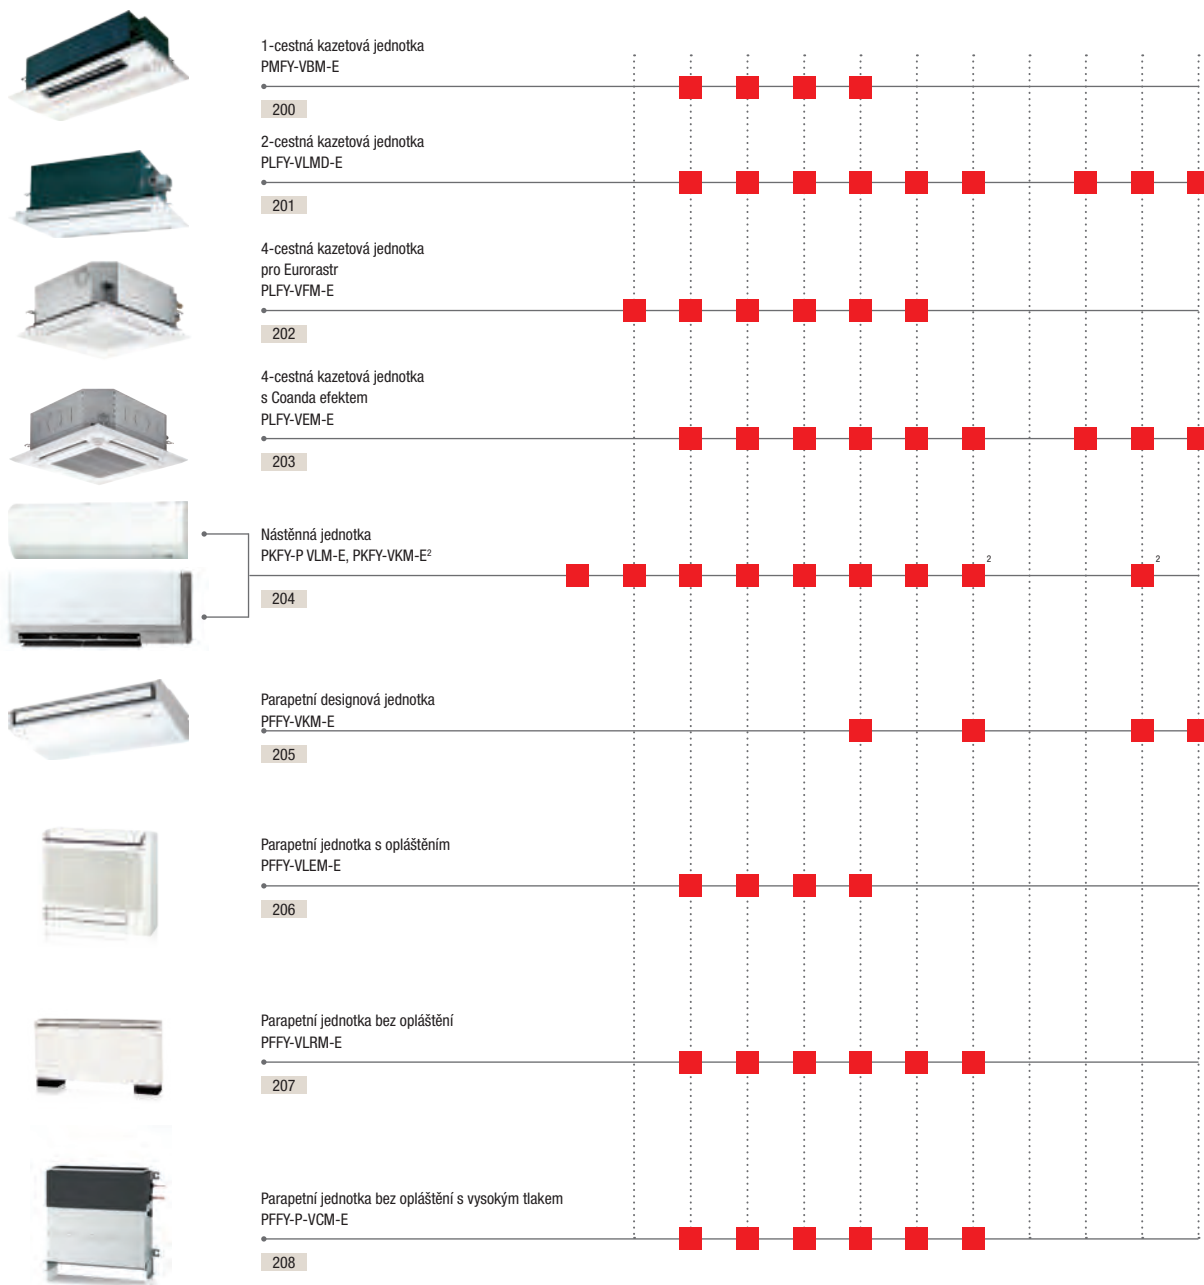 1-cestná kazetová jednotka
PMFY-VBM-E
200
2-cestná kazetová jednotka
PLFY-VLMD-E
201
4-cestná kazetová jednotka
pro Eurorastr
PLFY-VFM-E
202
4-cestná kazetová jednotka
s Coanda efektem
PLFY-VEM-E
203
Nástěnná jednotka
PKFY-P VLM-E, PKFY-VKM-E²
2
2
204
Parapetní designová jednotka
PFFY-VKM-E
205
Parapetní jednotka s opláštěním
PFFY-VLEM-E
206
Parapetní jednotka bez opláštění
PFFY-VLRM-E
207
Parapetní jednotka bez opláštění s vysokým tlakem
PFFY-P-VCM-E
208